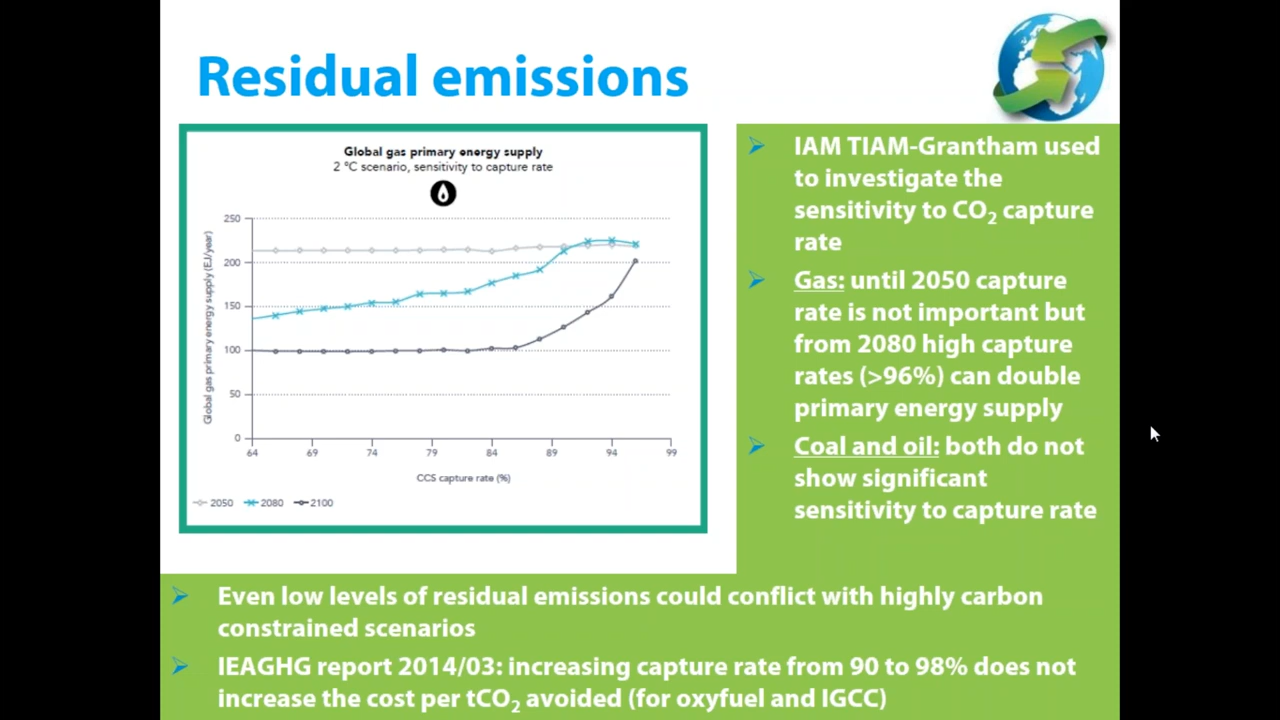 Residual emissions
Global gas primary energy supply
2 °C scenario, sensitivity to capture rate
Global gas primary energy supply (EJ/year)
250
200
150
100
50
0
64 69 74 79 84 89 94 99
CCS capture rate (%)
2050 2080 2100
IAM TIAM-Grantham used
to investigate the
sensitivity to CO₂ capture
rate
Gas: until 2050 capture
rate is not important but
from 2080 high capture
rates (>96%) can double
primary energy supply
Coal and oil: both do not
show significant
sensitivity to capture rate
Even low levels of residual emissions could conflict with highly carbon
constrained scenarios
IEAGHG report 2014/03: increasing capture rate from 90 to 98% does not
increase the cost per tCO₂ avoided (for oxyfuel and IGCC)